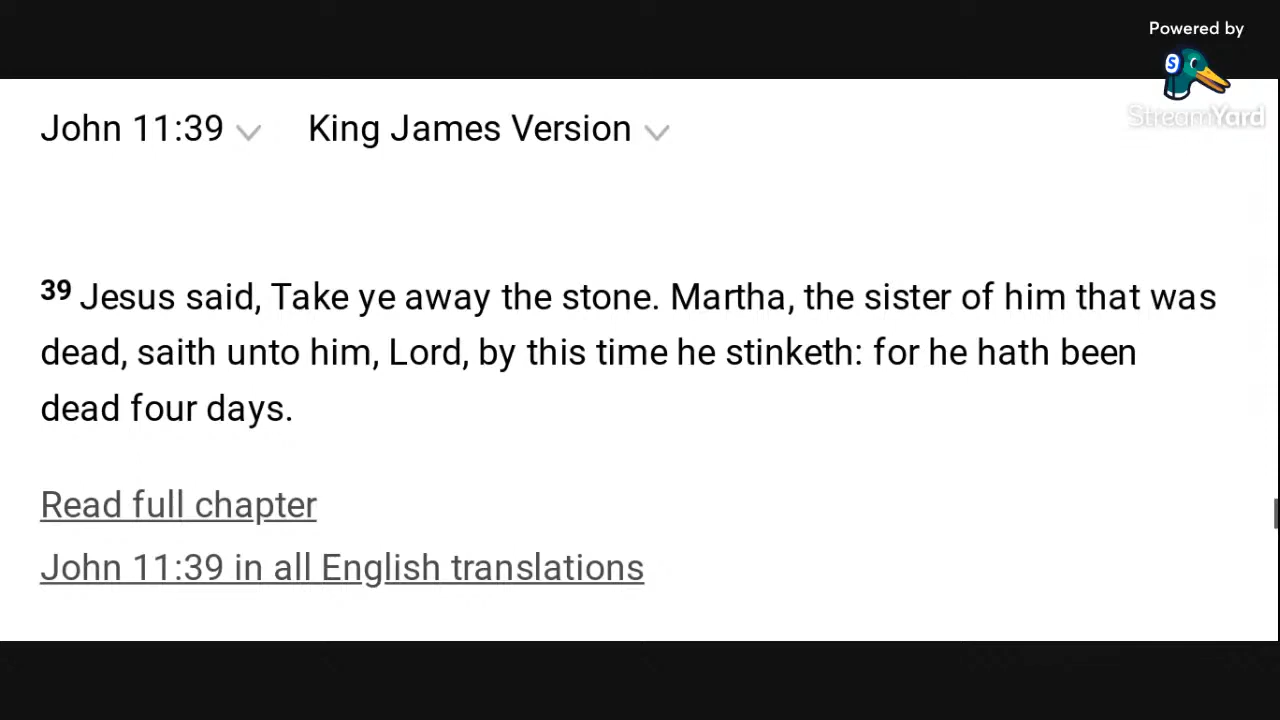 Powered by
S
StreamYard
John 11:39 King James Version
39 Jesus said, Take ye away the stone. Martha, the sister of him that was
dead, saith unto him, Lord, by this time he stinketh: for he hath been
dead four days.
Read full chapter
John 11:39 in all English translations